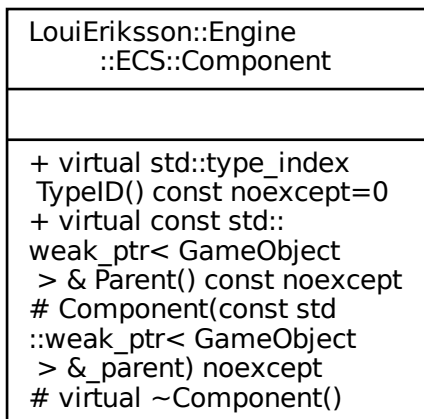 LouiEriksson::Engine
::ECS::Component
+ virtual std::type_index
TypeID() const noexcept=0
+ virtual const std::
weak_ptr< GameObject
> & Parent() const noexcept
# Component(const std
::weak_ptr< GameObject
> &_parent) noexcept
# virtual ~Component()